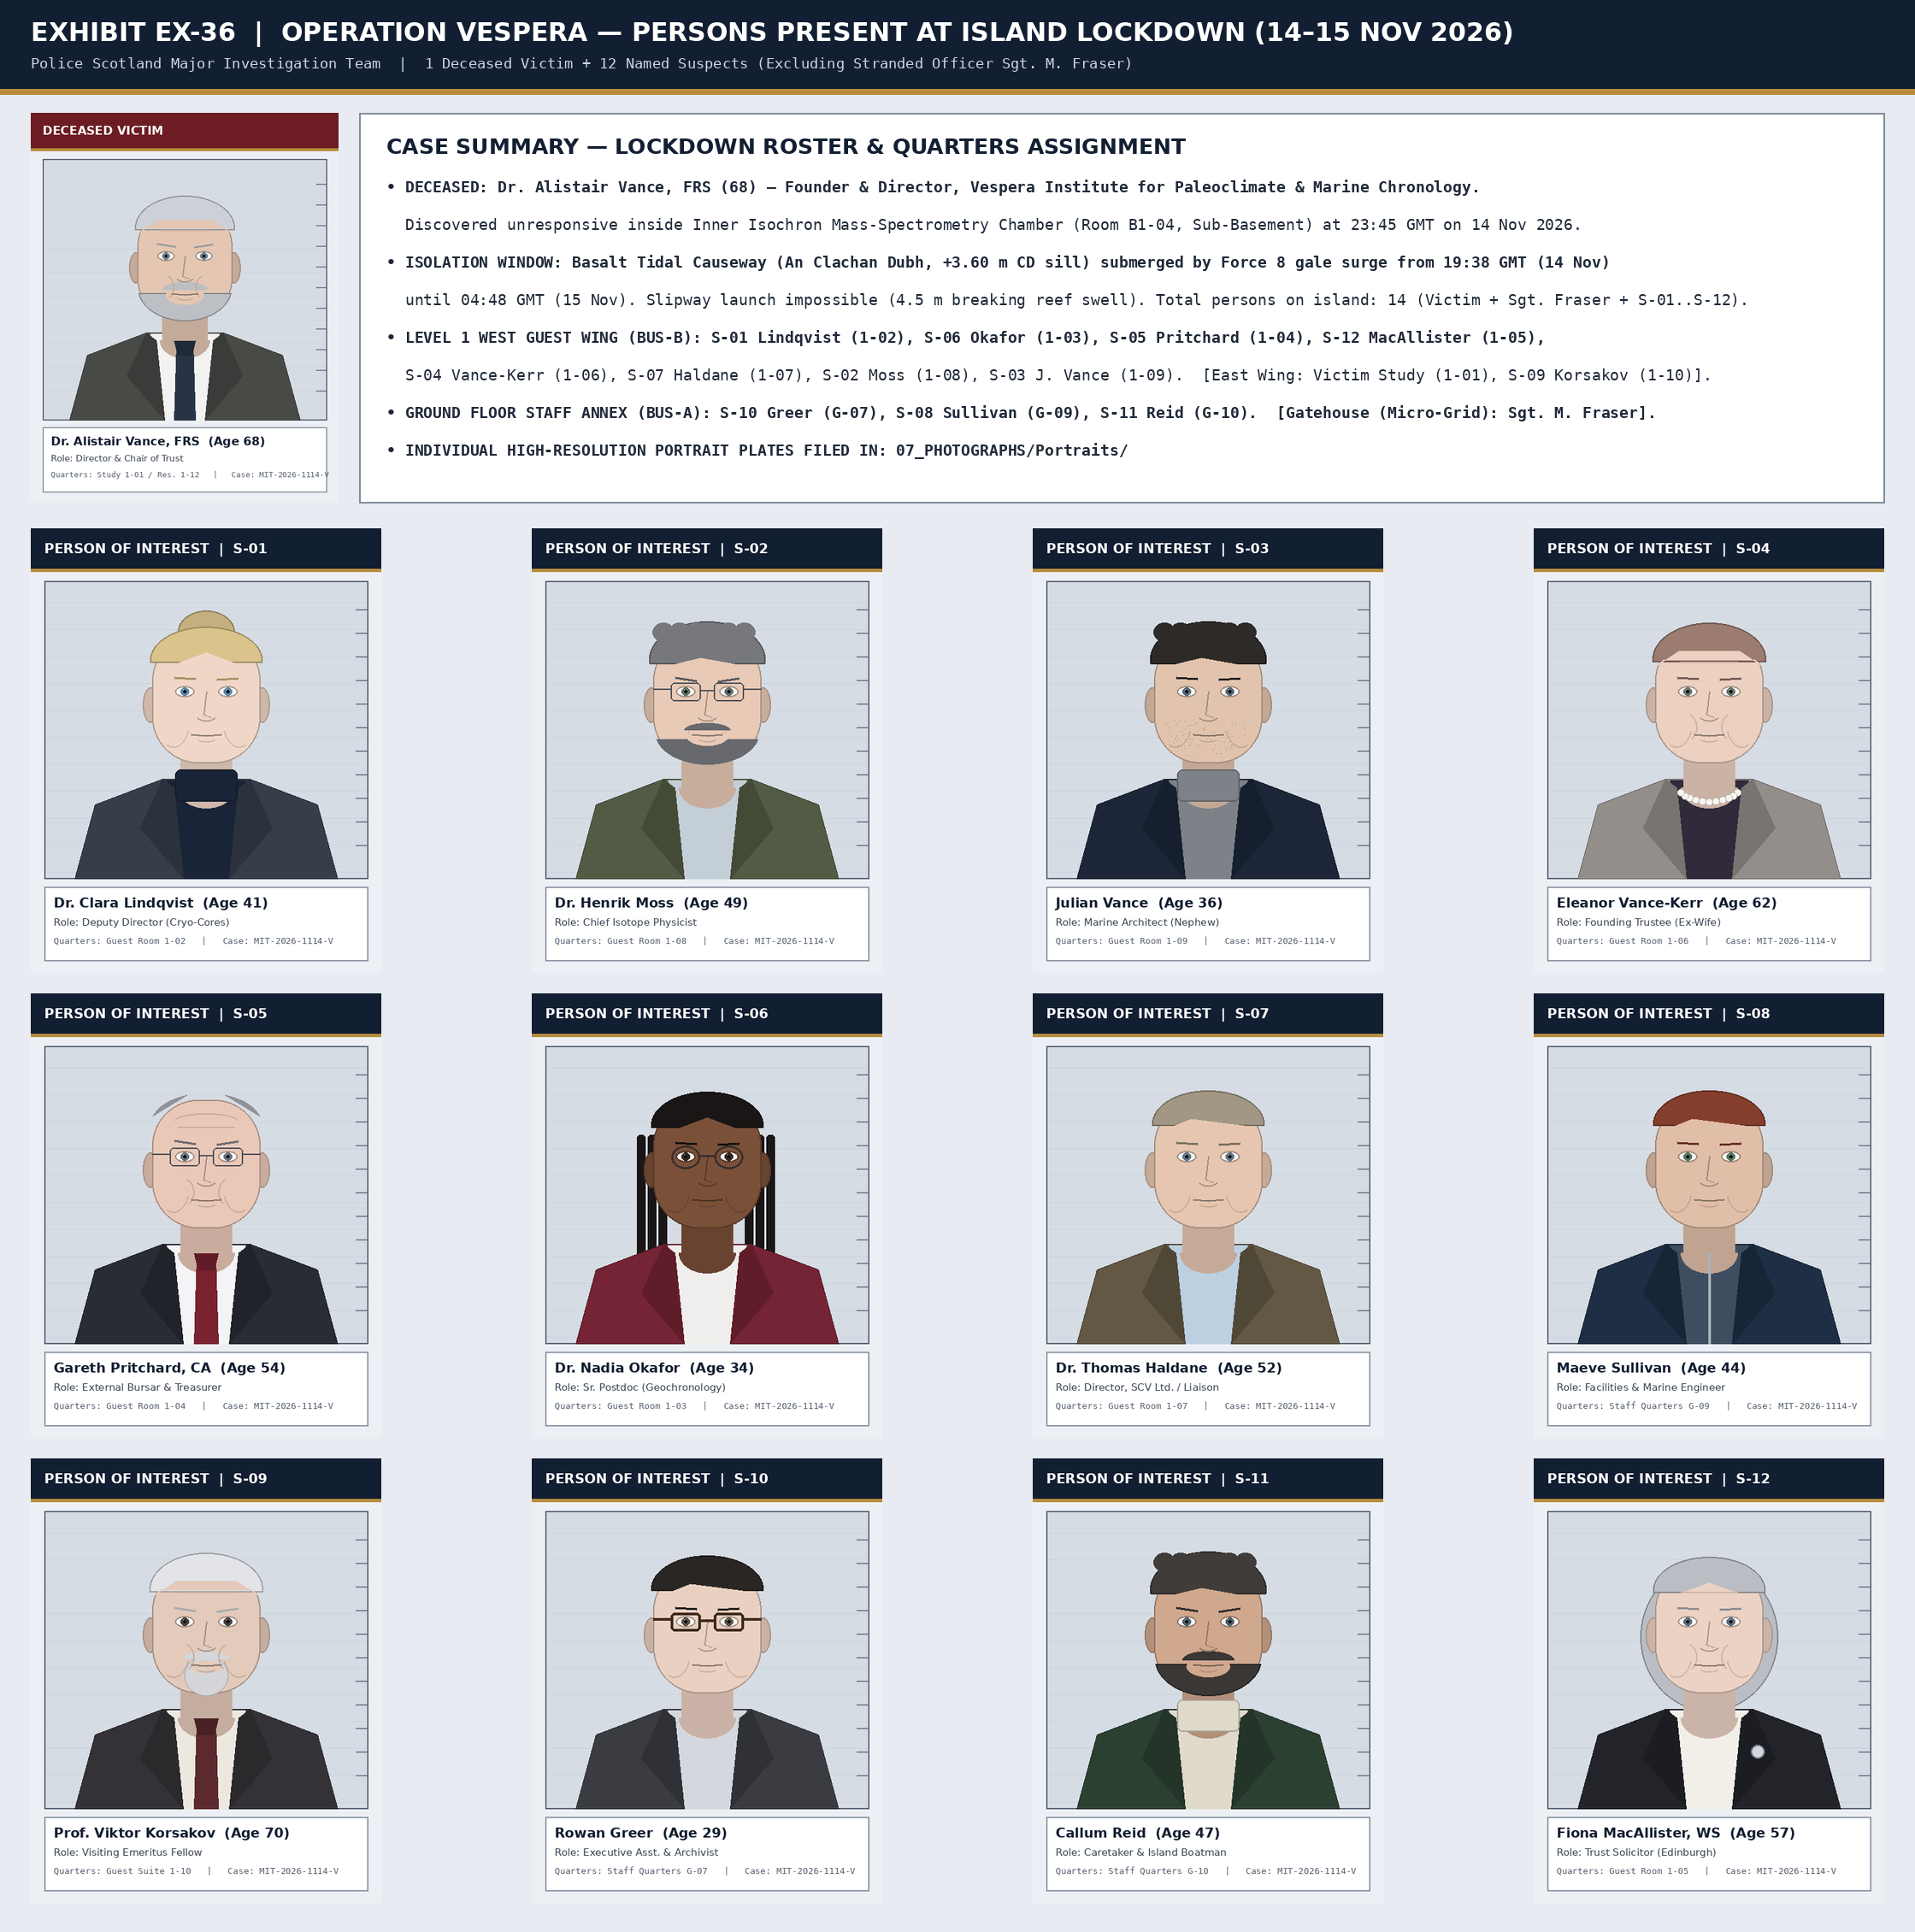 EXHIBIT EX-36 | OPERATION VESPERA — PERSONS PRESENT AT ISLAND LOCKDOWN (14–15 NOV 2026)
Police Scotland Major Investigation Team | 1 Deceased Victim + 12 Named Suspects (Excluding Stranded Officer Sgt. M. Fraser)
DECEASED VICTIM
Dr. Alistair Vance, FRS (Age 68)
Role: Director & Chair of Trust
Quarters: Study 1-01 / Res. 1-12 | Case: MIT-2026-1114-V
CASE SUMMARY — LOCKDOWN ROSTER & QUARTERS ASSIGNMENT
• DECEASED: Dr. Alistair Vance, FRS (68) — Founder & Director, Vespera Institute for Paleoclimate & Marine Chronology.
Discovered unresponsive inside Inner Isochron Mass-Spectrometry Chamber (Room B1-04, Sub-Basement) at 23:45 GMT on 14 Nov 2026.
• ISOLATION WINDOW: Basalt Tidal Causeway (An Clachan Dubh, +3.60 m CD sill) submerged by Force 8 gale surge from 19:38 GMT (14 Nov)
until 04:48 GMT (15 Nov). Slipway launch impossible (4.5 m breaking reef swell). Total persons on island: 14 (Victim + Sgt. Fraser + S-01..S-12).
• LEVEL 1 WEST GUEST WING (BUS-B): S-01 Lindqvist (1-02), S-06 Okafor (1-03), S-05 Pritchard (1-04), S-12 MacAllister (1-05),
S-04 Vance-Kerr (1-06), S-07 Haldane (1-07), S-02 Moss (1-08), S-03 J. Vance (1-09). [East Wing: Victim Study (1-01), S-09 Korsakov (1-10)].
• GROUND FLOOR STAFF ANNEX (BUS-A): S-10 Greer (G-07), S-08 Sullivan (G-09), S-11 Reid (G-10). [Gatehouse (Micro-Grid): Sgt. M. Fraser].
• INDIVIDUAL HIGH-RESOLUTION PORTRAIT PLATES FILED IN: 07_PHOTOGRAPHS/Portraits/
PERSON OF INTEREST | S-01
Dr. Clara Lindqvist (Age 41)
Role: Deputy Director (Cryo-Cores)
Quarters: Guest Room 1-02 | Case: MIT-2026-1114-V
PERSON OF INTEREST | S-02
Dr. Henrik Moss (Age 49)
Role: Chief Isotope Physicist
Quarters: Guest Room 1-08 | Case: MIT-2026-1114-V
PERSON OF INTEREST | S-03
Julian Vance (Age 36)
Role: Marine Architect (Nephew)
Quarters: Guest Room 1-09 | Case: MIT-2026-1114-V
PERSON OF INTEREST | S-04
Eleanor Vance-Kerr (Age 62)
Role: Founding Trustee (Ex-Wife)
Quarters: Guest Room 1-06 | Case: MIT-2026-1114-V
PERSON OF INTEREST | S-05
Gareth Pritchard, CA (Age 54)
Role: External Bursar & Treasurer
Quarters: Guest Room 1-04 | Case: MIT-2026-1114-V
PERSON OF INTEREST | S-06
Dr. Nadia Okafor (Age 34)
Role: Sr. Postdoc (Geochronology)
Quarters: Guest Room 1-03 | Case: MIT-2026-1114-V
PERSON OF INTEREST | S-07
Dr. Thomas Haldane (Age 52)
Role: Director, SCV Ltd. / Liaison
Quarters: Guest Room 1-07 | Case: MIT-2026-1114-V
PERSON OF INTEREST | S-08
Maeve Sullivan (Age 44)
Role: Facilities & Marine Engineer
Quarters: Staff Quarters G-09 | Case: MIT-2026-1114-V
PERSON OF INTEREST | S-09
Prof. Viktor Korsakov (Age 70)
Role: Visiting Emeritus Fellow
Quarters: Guest Suite 1-10 | Case: MIT-2026-1114-V
PERSON OF INTEREST | S-10
Rowan Greer (Age 29)
Role: Executive Asst. & Archivist
Quarters: Staff Quarters G-07 | Case: MIT-2026-1114-V
PERSON OF INTEREST | S-11
Callum Reid (Age 47)
Role: Caretaker & Island Boatman
Quarters: Staff Quarters G-10 | Case: MIT-2026-1114-V
PERSON OF INTEREST | S-12
Fiona MacAllister, WS (Age 57)
Role: Trust Solicitor (Edinburgh)
Quarters: Guest Room 1-05 | Case: MIT-2026-1114-V